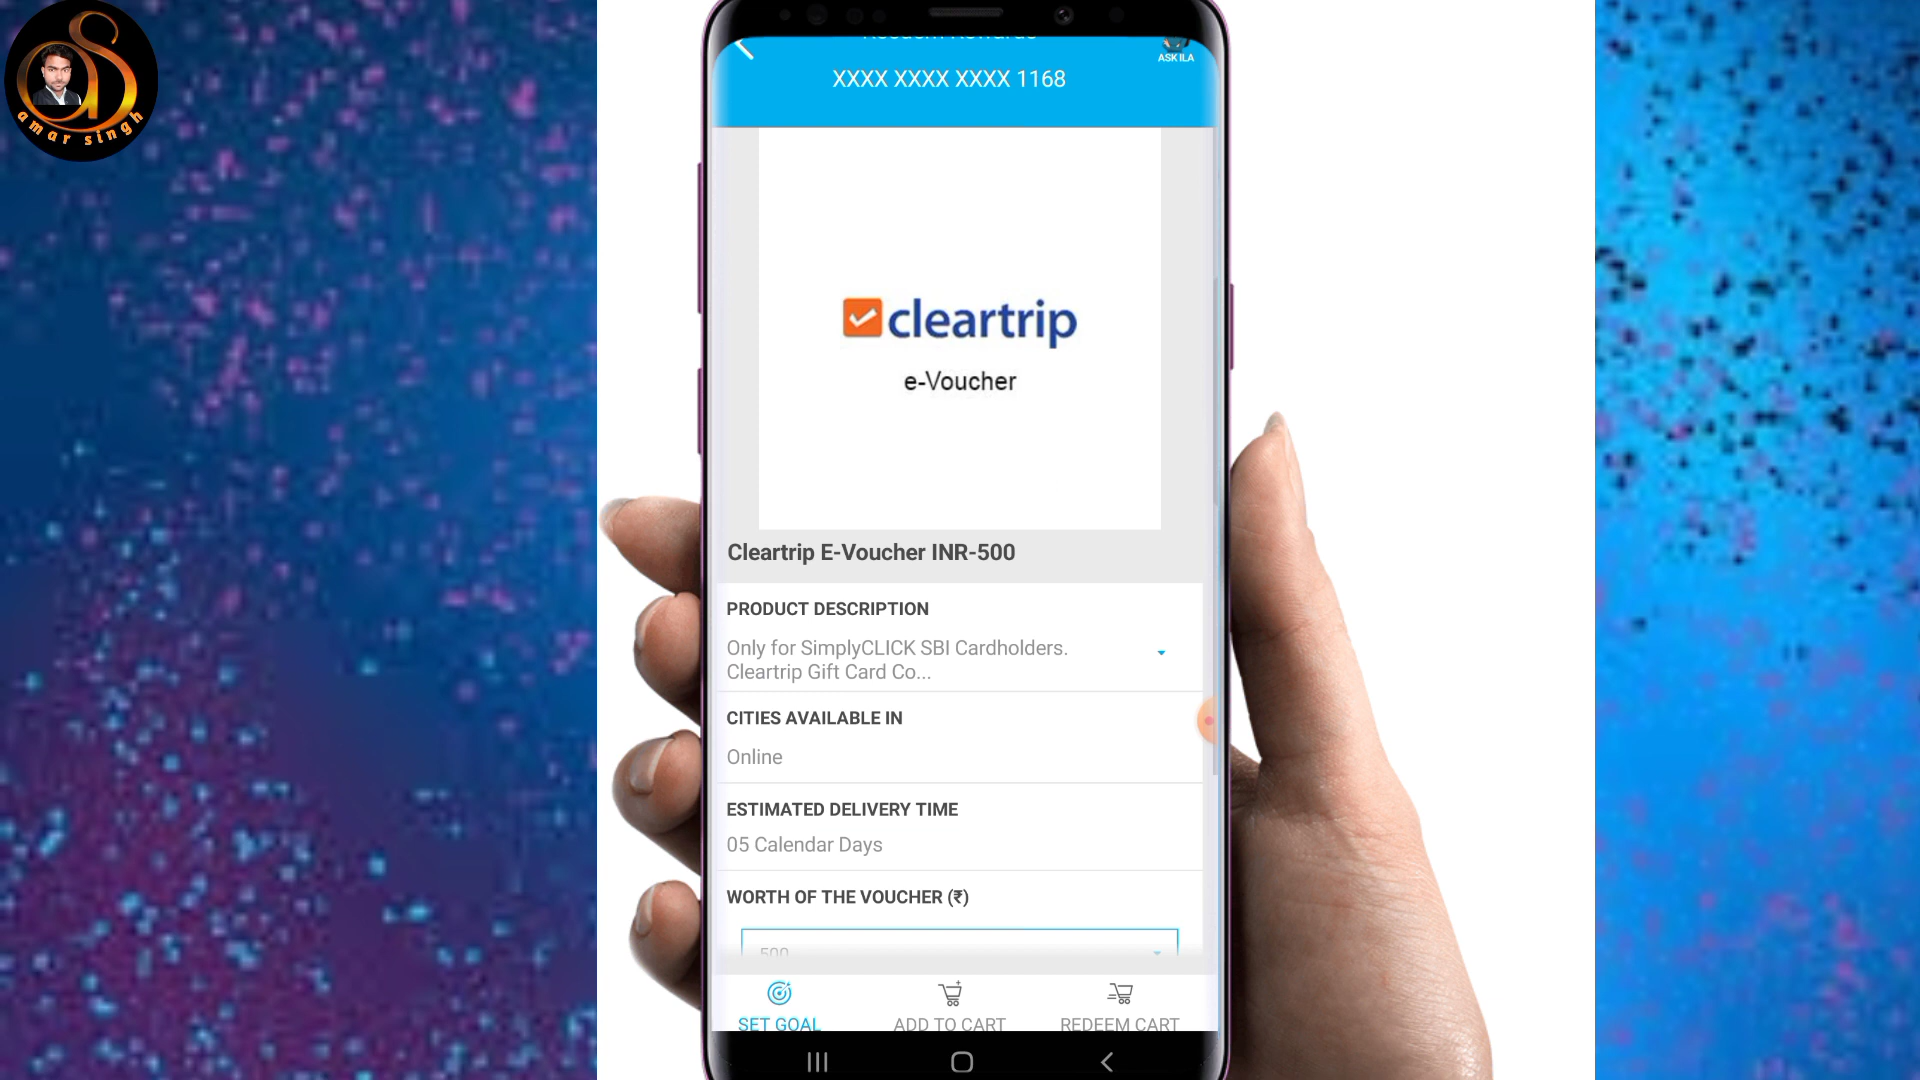 amar singh
Redeem Rewards
ASK ILA
XXXX XXXX XXXX 1168
cleartrip
e-Voucher
Cleartrip E-Voucher INR-500
PRODUCT DESCRIPTION
Only for SimplyCLICK SBI Cardholders.
Cleartrip Gift Card Co...
CITIES AVAILABLE IN
Online
ESTIMATED DELIVERY TIME
05 Calendar Days
WORTH OF THE VOUCHER (₹)
500
SET GOAL
ADD TO CART
REDEEM CART